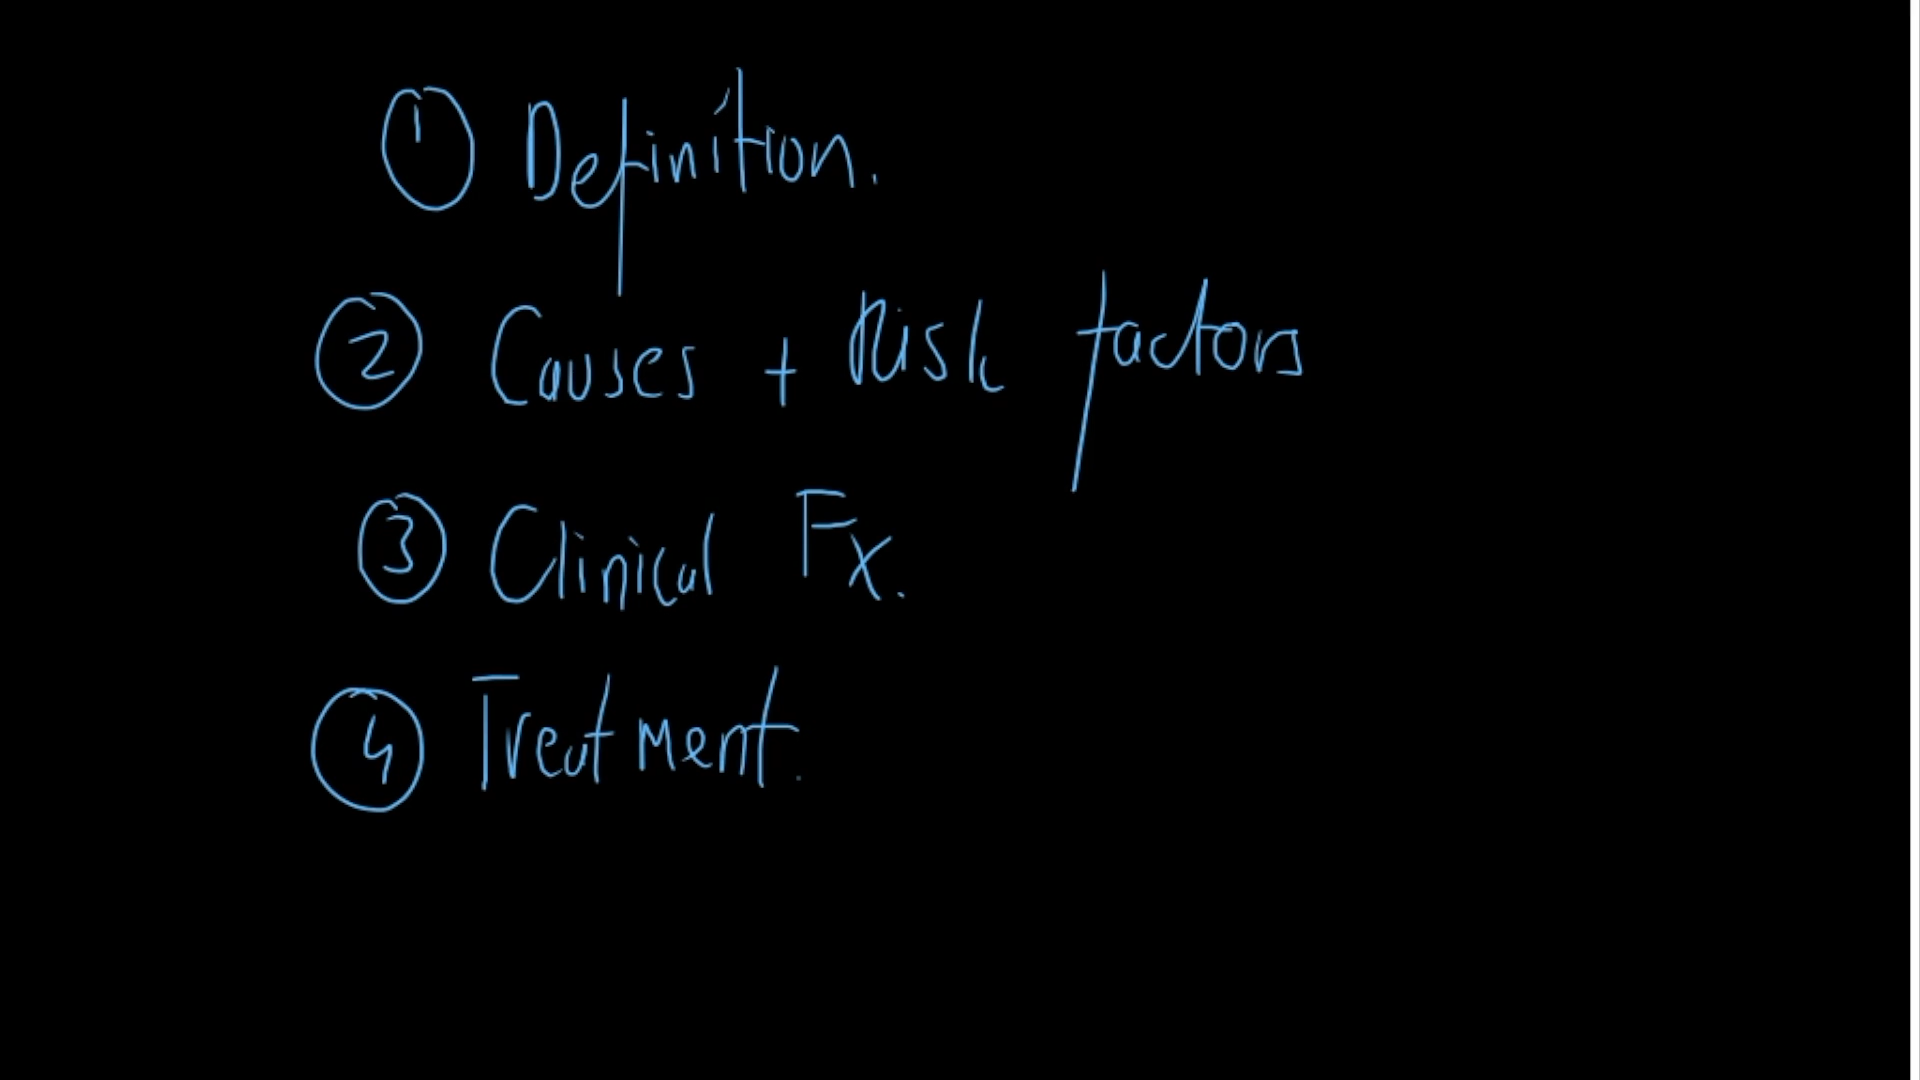 1 Definition.
2 Causes + Risk factors
3 Clinical Fx.
4 Treatment.